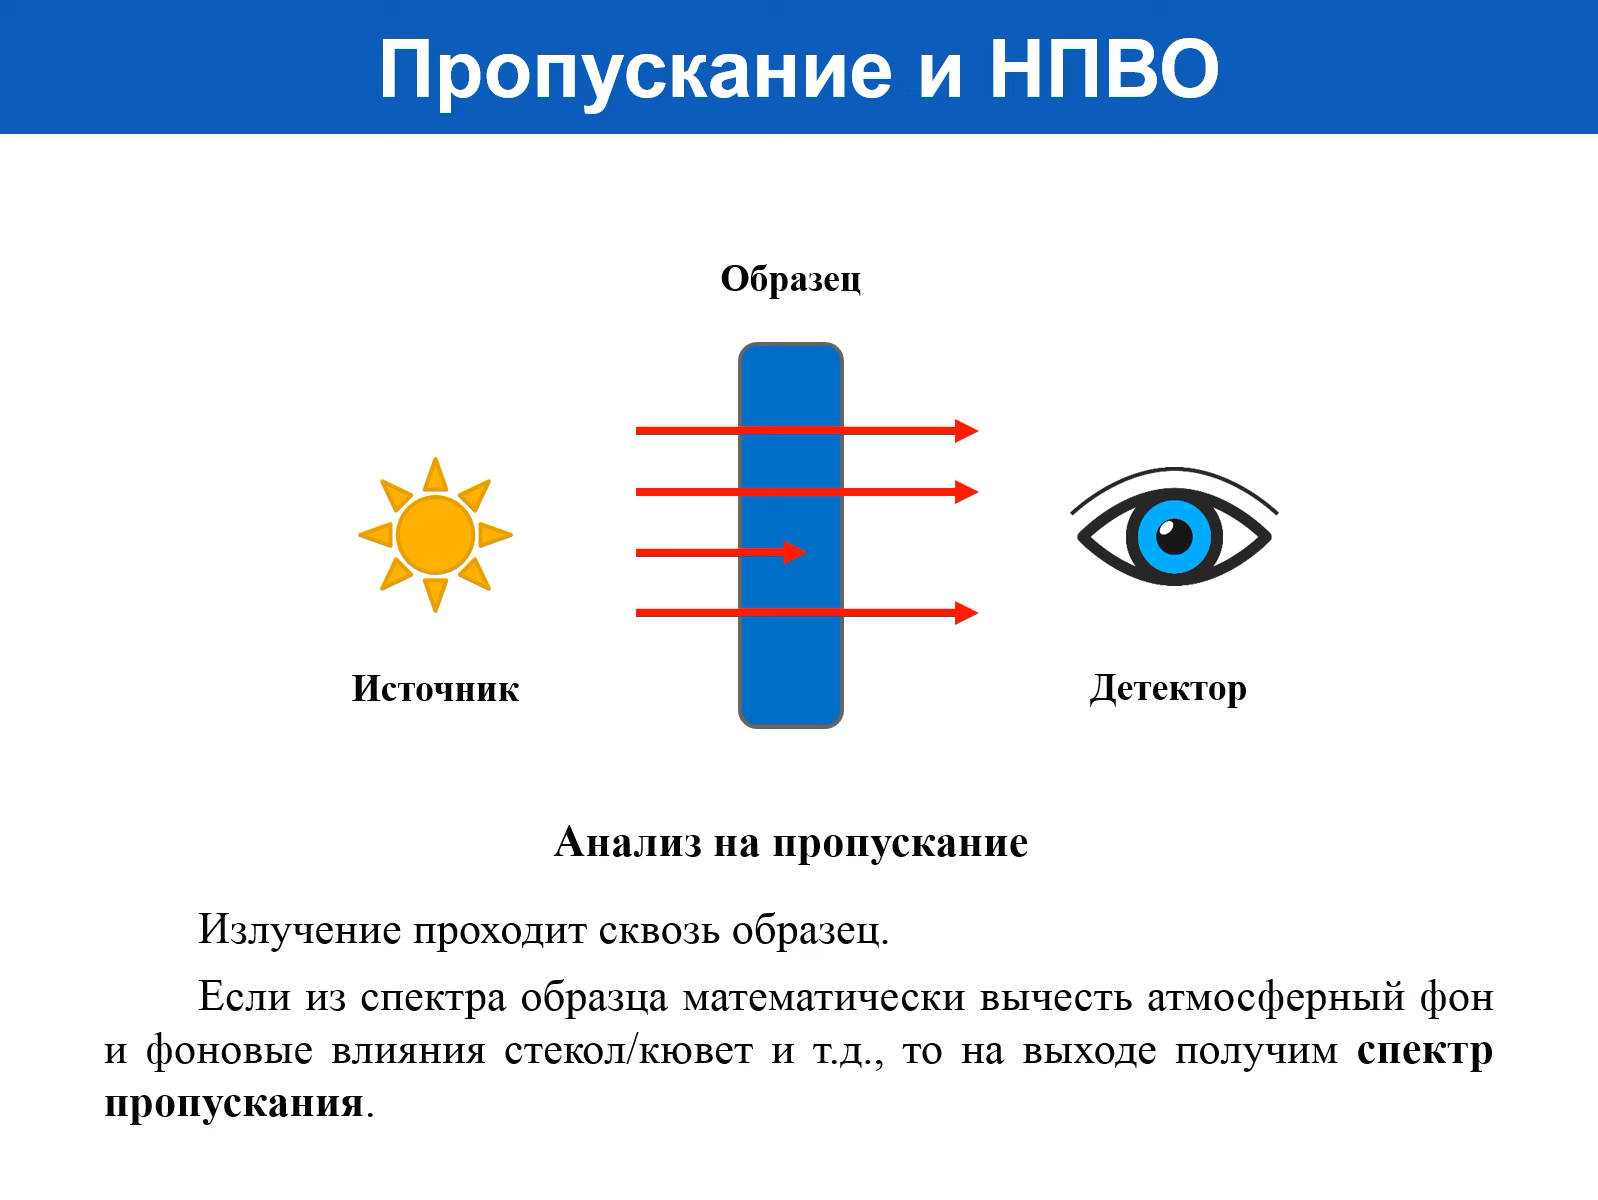 Пропускание и НПВО
Образец
Источник
Детектор
Анализ на пропускание
Излучение проходит сквозь образец.
Если из спектра образца математически вычесть атмосферный фон
и фоновые влияния стекол/кювет и т.д., то на выходе получим спектр
пропускания.